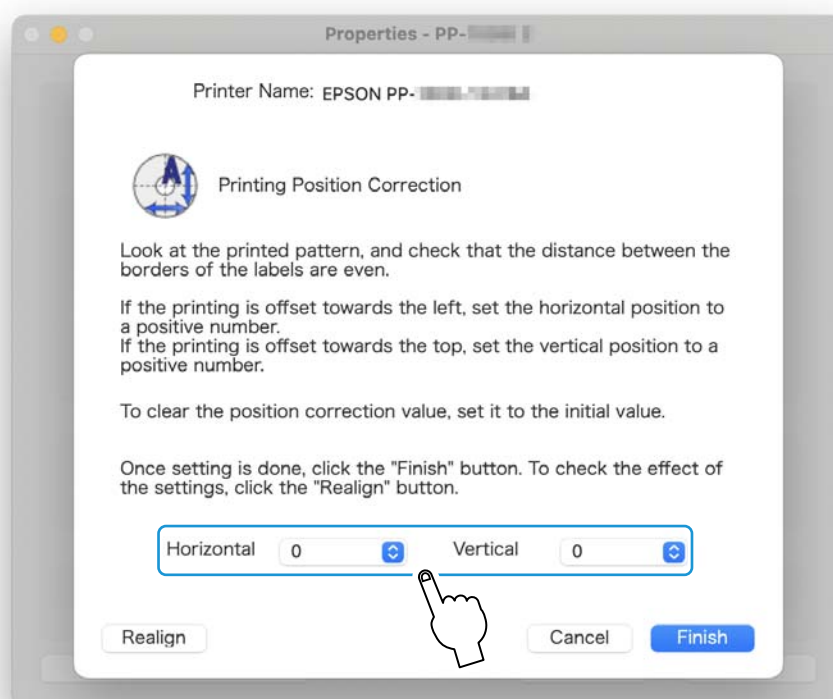 Properties - PP-
Printer Name: EPSON PP-
A
Printing Position Correction
Look at the printed pattern, and check that the distance between the
borders of the labels are even.
If the printing is offset towards the left, set the horizontal position to
a positive number.
If the printing is offset towards the top, set the vertical position to a
positive number.
To clear the position correction value, set it to the initial value.
Once setting is done, click the "Finish" button. To check the effect of
the settings, click the "Realign" button.
Horizontal 0 Vertical 0
Realign Cancel Finish